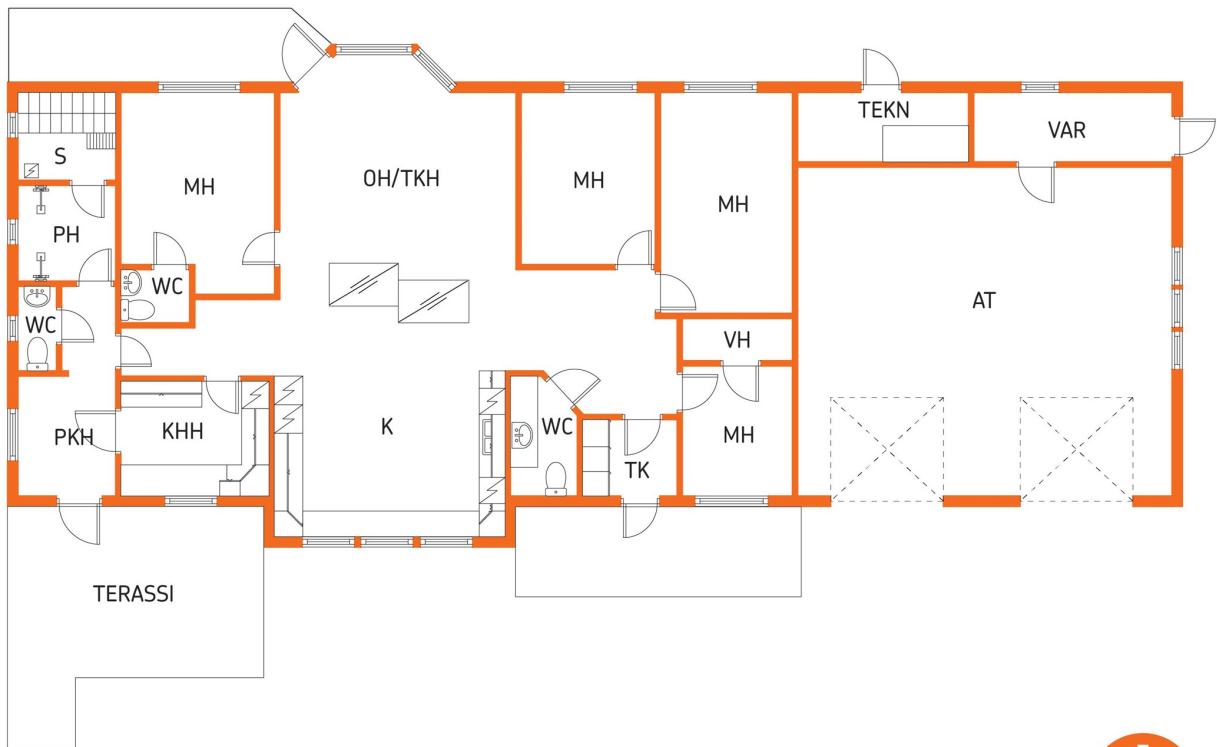 TEKN
VAR
S
MH
OH/TKH
MH
MH
PH
WC
AT
WC
VH
PKH
KHH
K
WC
MH
TK
TERASSI